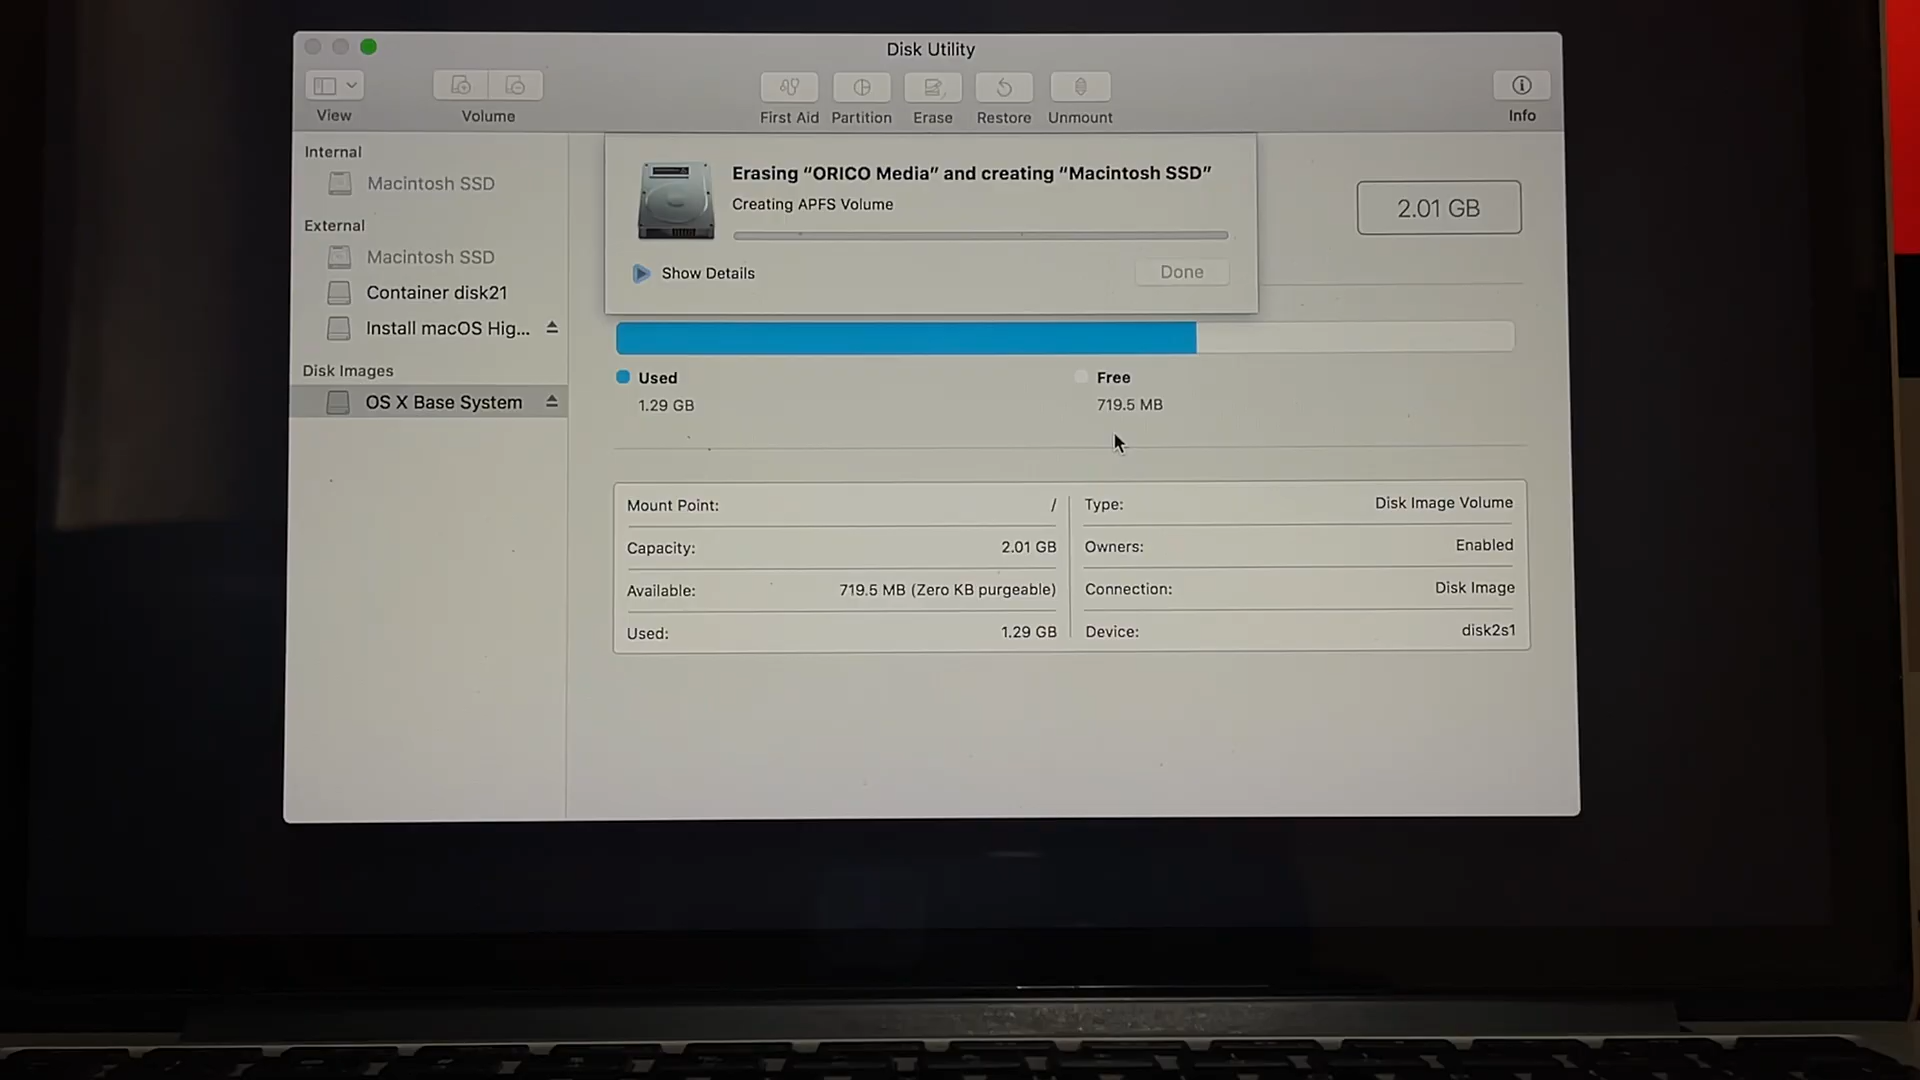 Disk Utility
View
Volume
First Aid
Partition
Erase
Restore
Unmount
Info
Internal
Macintosh SSD
External
Macintosh SSD
Container disk21
Install macOS Hig...
Disk Images
OS X Base System
Erasing “ORICO Media” and creating “Macintosh SSD”
Creating APFS Volume
Show Details
Done
2.01 GB
Used
1.29 GB
Free
719.5 MB
Mount Point: /
Capacity: 2.01 GB
Available: 719.5 MB (Zero KB purgeable)
Used: 1.29 GB
Type: Disk Image Volume
Owners: Enabled
Connection: Disk Image
Device: disk2s1